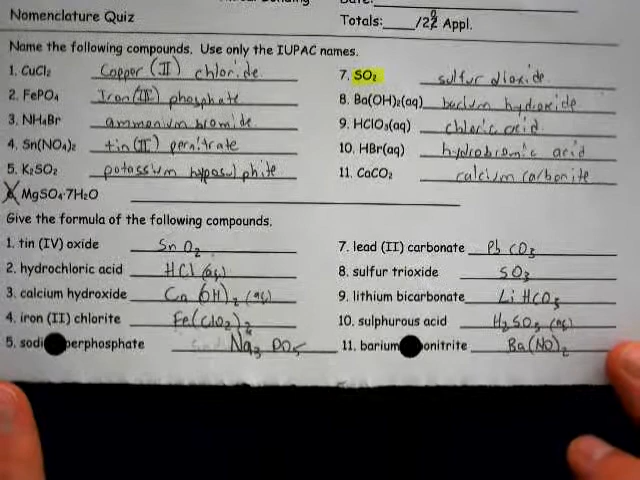 Nomenclature Quiz
Totals: ___/22 Appl.
Name the following compounds. Use only the IUPAC names.
1. CuCl₂ Copper (II) chloride
2. FePO₄ Iron (III) phosphate
3. NH₄Br ammonium bromide
4. Sn(NO₄)₂ tin (II) pernitrate
5. K₂SO₂ potassium hyposulphite
6. MgSO₄·7H₂O
7. SO₂ sulfur dioxide
8. Ba(OH)₂(aq) barium hydroxide
9. HClO₃(aq) chloric acid
10. HBr(aq) hydrobromic acid
11. CaCO₂ calcium carbonite
Give the formula of the following compounds.
1. tin (IV) oxide SnO₂
2. hydrochloric acid HCl (aq)
3. calcium hydroxide Ca(OH)₂ (aq)
4. iron (II) chlorite Fe(ClO₂)₂
5. sodi perphosphate Na₃PO₅
7. lead (II) carbonate PbCO₃
8. sulfur trioxide SO₃
9. lithium bicarbonate LiHCO₃
10. sulphurous acid H₂SO₃ (aq)
11. barium onitrite Ba(NO)₂